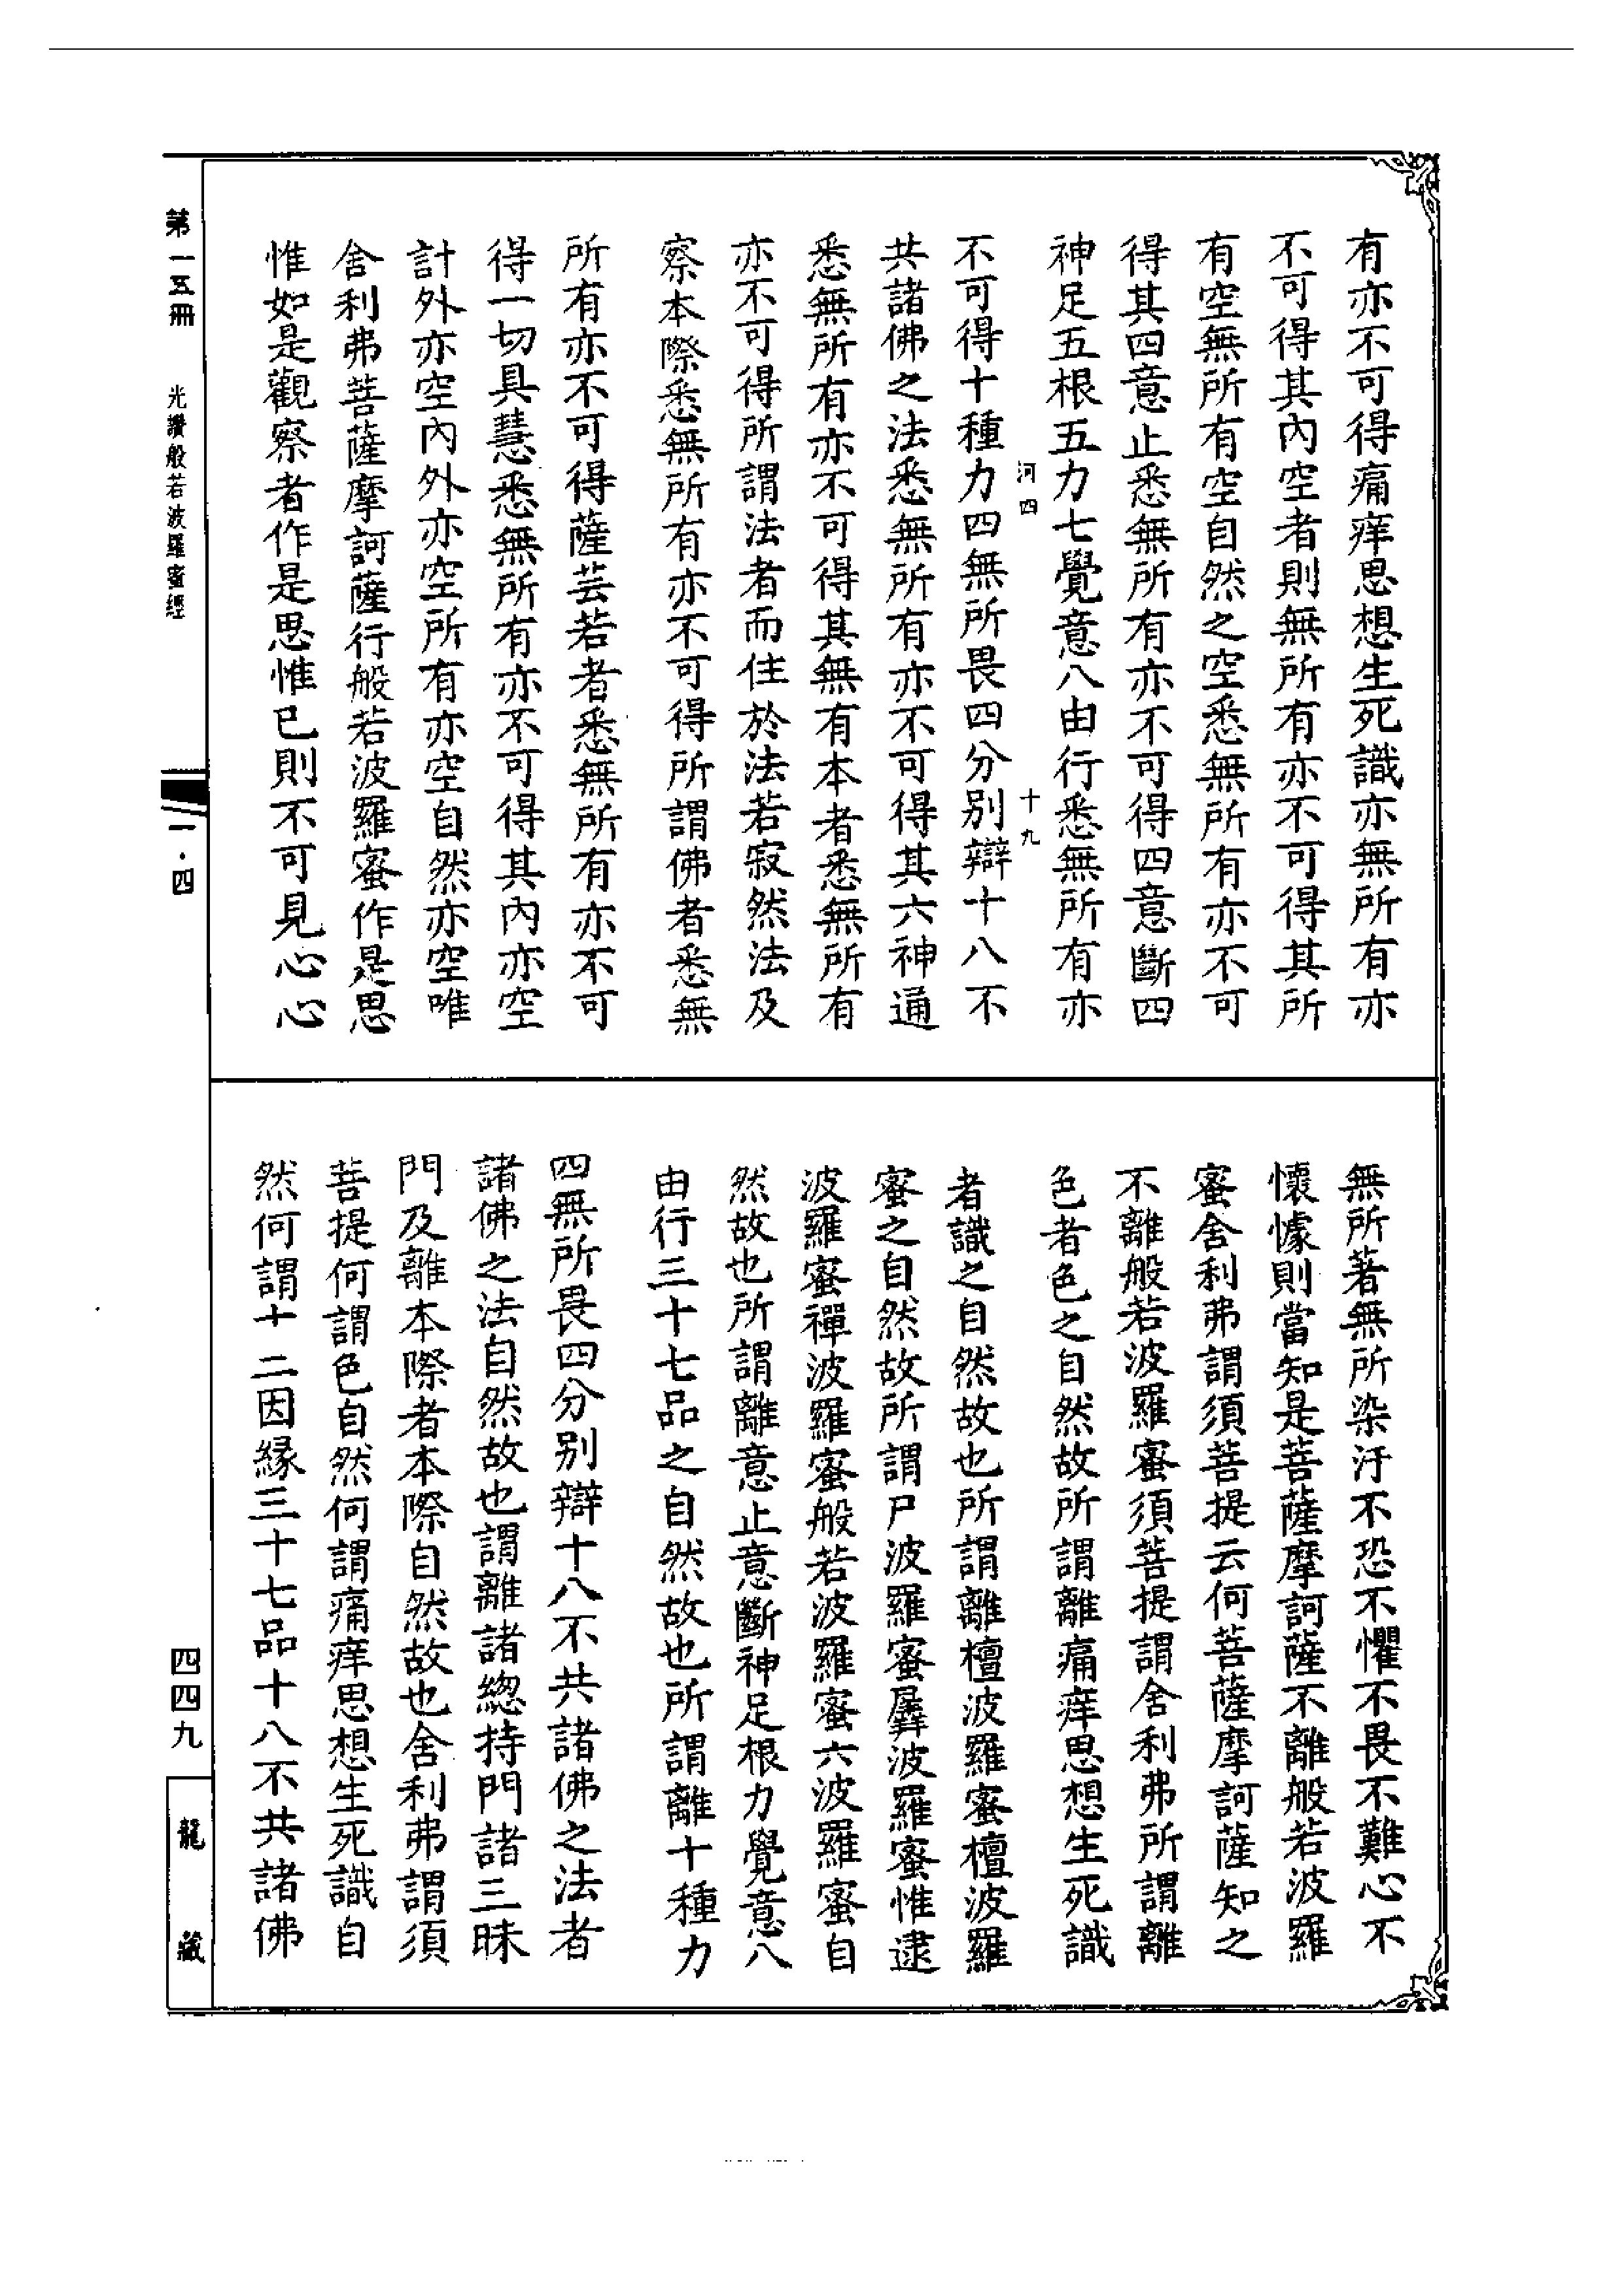 有亦不可得痛痒思想生死識亦無所有亦
不可得其內空者則無所有亦不可得其所
有空無所有空自然之空悉無所有亦不可
得其四意止悉無所有亦不可得四意斷四
神足五根五力七覺意八由行悉無所有亦
河四 十九
不可得十種力四無所畏四分別辯十八不
共諸佛之法悉無所有亦不可得其六神通
悉無所有亦不可得其無有本者悉無所有
亦不可得所謂法者而住於法若寂然法及
察本際悉無所有亦不可得所謂佛者悉無
所有亦不可得薩芸若者悉無所有亦不可
得一切具慧悉無所有亦不可得其內亦空
計外亦空內外亦空所有亦空自然亦空唯
舍利弗菩薩摩訶薩行般若波羅蜜作是思
惟如是觀察者作是思惟已則不可見心心
無所著無所染汙不恐不懼不畏不難心不
懷懅則當知是菩薩摩訶薩不離般若波羅
蜜舍利弗謂須菩提云何菩薩摩訶薩知之
不離般若波羅蜜須菩提謂舍利弗所謂離
色者色之自然故所謂離痛痒思想生死識
者識之自然故也所謂離檀波羅蜜檀波羅
蜜之自然故所謂尸波羅蜜羼波羅蜜惟逮
波羅蜜禪波羅蜜般若波羅蜜六波羅蜜自
然故也所謂離意止意斷神足根力覺意八
由行三十七品之自然故也所謂離十種力
四無所畏四分別辯十八不共諸佛之法者
諸佛之法自然故也謂離諸總持門諸三昧
門及離本際者本際自然故也舍利弗謂須
菩提何謂色自然何謂痛痒思想生死識自
然何謂十二因緣三十七品十八不共諸佛
第一五冊 光讚般若波羅蜜經 一·四 四四九 龍藏